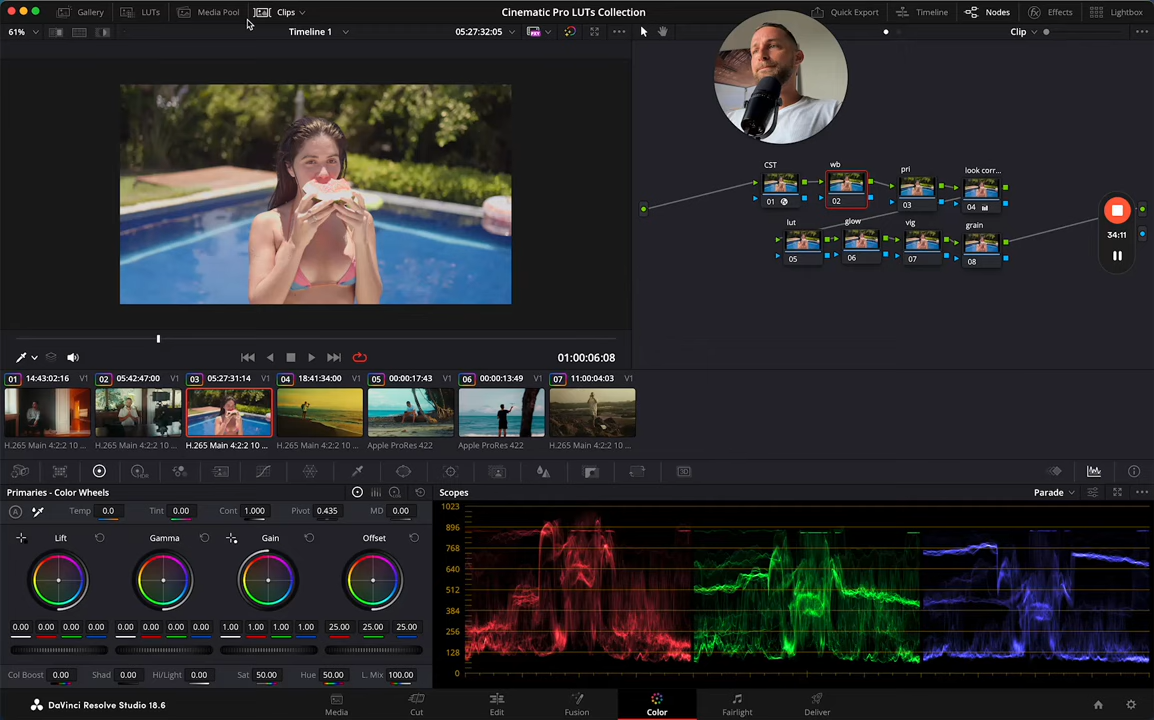 Gallery LUTs Media Pool Clips Cinematic Pro LUTs Collection Quick Export Timeline Nodes Effects Lightbox
61% Timeline 1 05:27:32:05 Clip
CST wb pri look corr...
01 02 03 04
lut glow vig grain
05 06 07 08
34:11
01:00:06:08
01 14:43:02:16 V1 02 05:42:47:00 V1 03 05:27:31:14 V1 04 18:41:34:00 V1 05 00:00:17:43 V1 06 00:00:13:49 V1 07 11:00:04:03 V1
H.265 Main 4:2:2 10 ... H.265 Main 4:2:2 10 ... H.265 Main 4:2:2 10 ... H.265 Main 4:2:2 10 ... Apple ProRes 422 Apple ProRes 422 H.265 Main 4:2:2 10 ...
Primaries - Color Wheels Scopes Parade
A Temp 0.0 Tint 0.00 Cont 1.000 Pivot 0.435 MD 0.00
Lift Gamma Gain Offset
0.00 0.00 0.00 0.00 0.00 0.00 0.00 0.00 1.00 1.00 1.00 1.00 25.00 25.00 25.00
Col Boost 0.00 Shad 0.00 Hi/Light 0.00 Sat 50.00 Hue 50.00 L. Mix 100.00
1023
896
768
640
512
384
256
128
0
DaVinci Resolve Studio 18.6 Media Cut Edit Fusion Color Fairlight Deliver